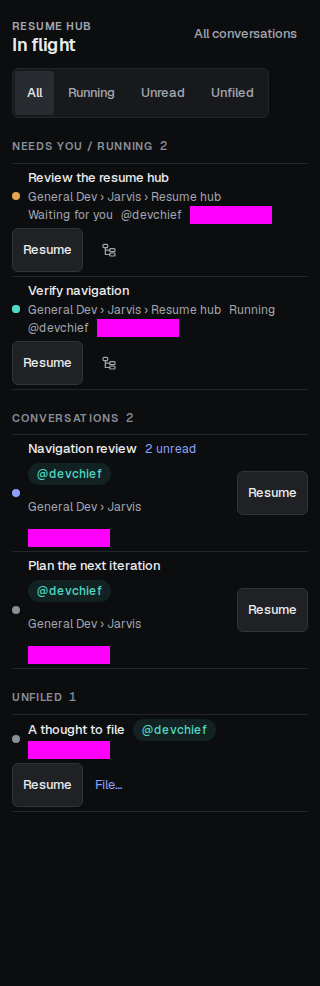 RESUME HUB
In flight
All conversations
All Running Unread Unfiled
NEEDS YOU / RUNNING 2
Review the resume hub
General Dev › Jarvis › Resume hub
Waiting for you @devchief
Resume
Verify navigation
General Dev › Jarvis › Resume hub Running
@devchief
Resume
CONVERSATIONS 2
Navigation review 2 unread
@devchief
General Dev › Jarvis
Resume
Plan the next iteration
@devchief
General Dev › Jarvis
Resume
UNFILED 1
A thought to file @devchief
Resume File…